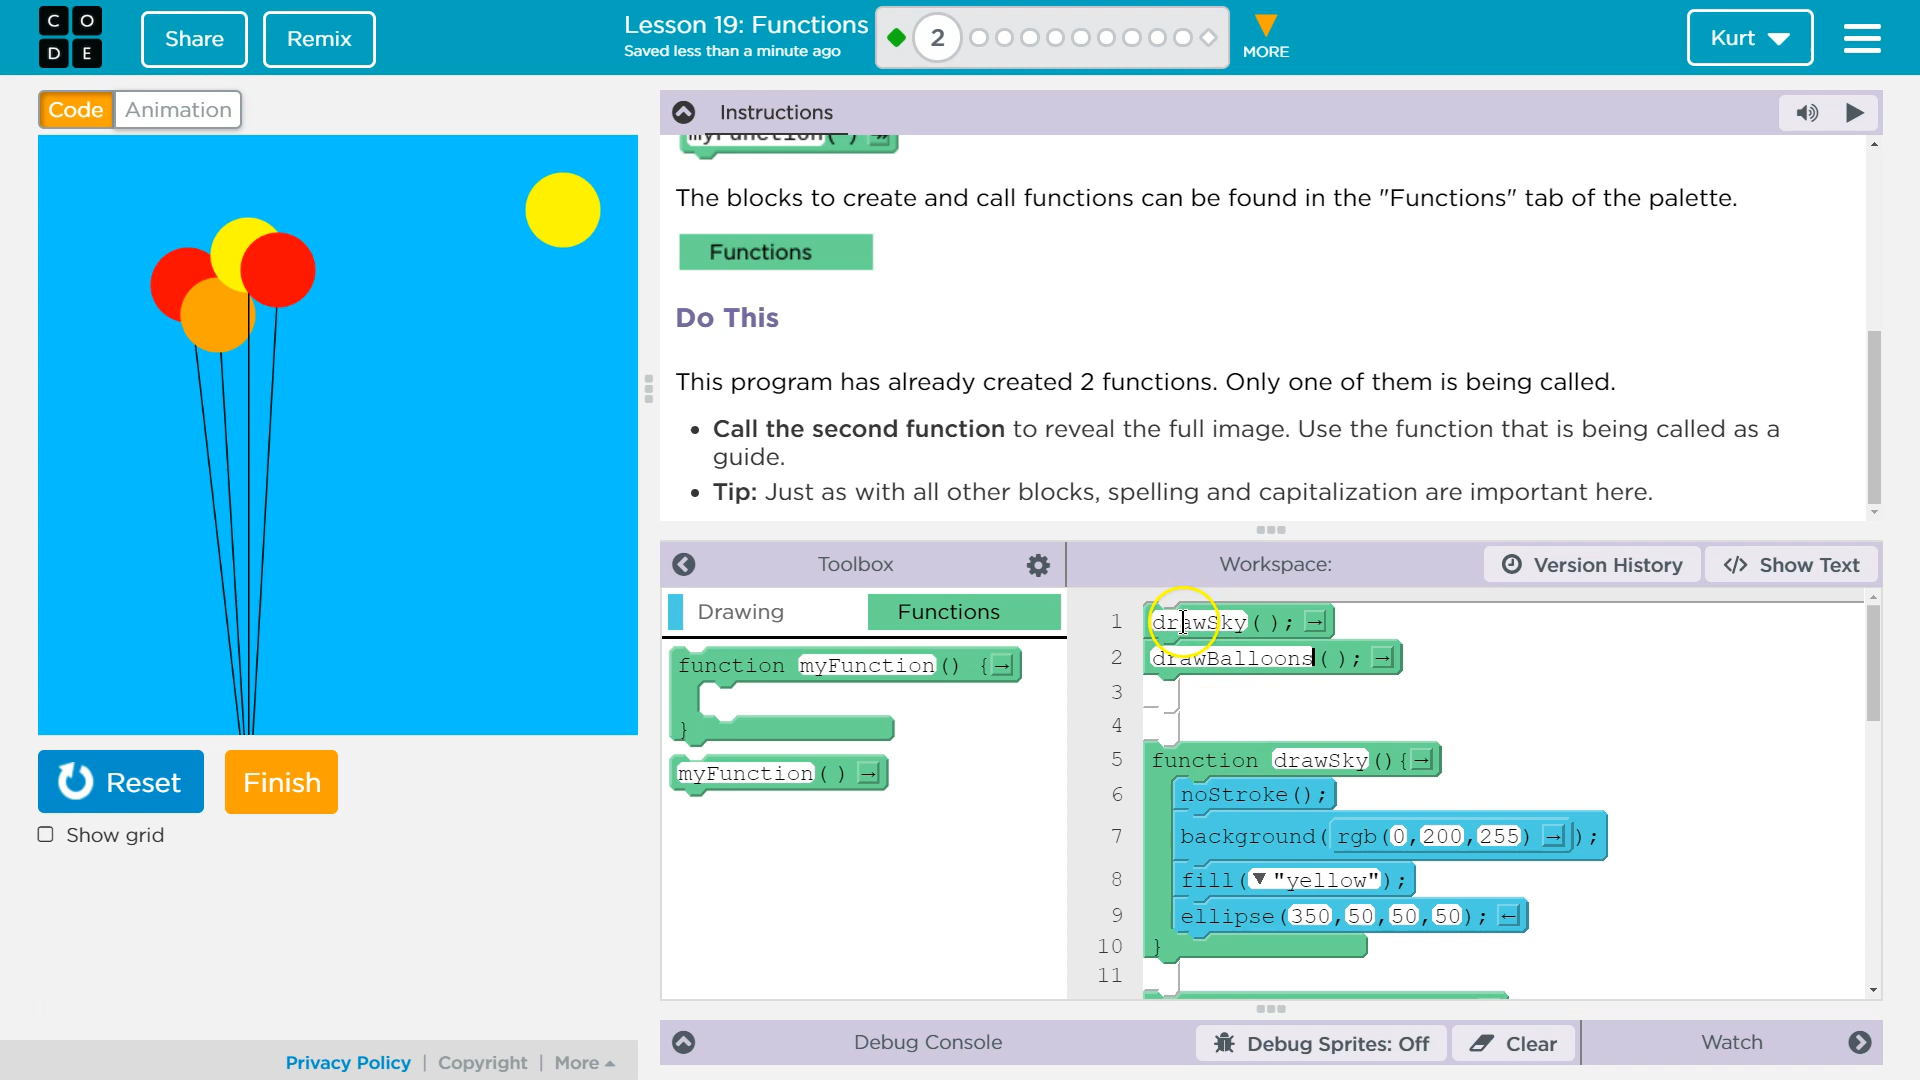 CODE
Share
Remix
Lesson 19: Functions
Saved less than a minute ago
2
MORE
Kurt
Code
Animation
Instructions
myFunction( )
The blocks to create and call functions can be found in the "Functions" tab of the palette.
Functions
Do This
This program has already created 2 functions. Only one of them is being called.
• Call the second function to reveal the full image. Use the function that is being called as a
guide.
• Tip: Just as with all other blocks, spelling and capitalization are important here.
Toolbox
Workspace:
Version History
</> Show Text
Drawing
Functions
function myFunction() { →
}
myFunction( ) →
1 drawSky( ); →
2 drawBalloons( ); →
3
4
5 function drawSky(){ →
6 noStroke();
7 background( rgb(0,200,255) → );
8 fill( ▼ "yellow");
9 ellipse(350,50,50,50); ←
10 }
11
Reset
Finish
Show grid
Debug Console
Debug Sprites: Off
Clear
Watch
Privacy Policy | Copyright | More